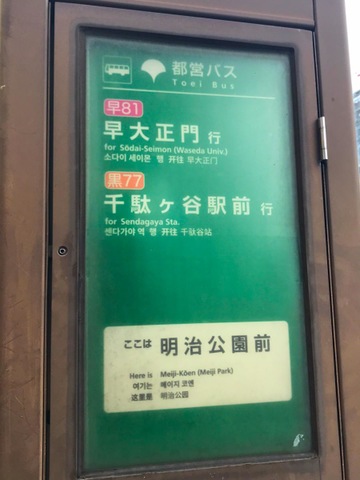 都営バス
Toei Bus
早81
早大正門 行
for Sōdai-Seimon (Waseda Univ.)
소다이 세이몬 행 开往 早大正门
黒77
千駄ヶ谷駅前 行
for Sendagaya Sta.
센다가야 역 행 开往 千驮谷站
ここは 明治公園前
Here is Meiji-Kōen (Meiji Park)
여기는 메이지 코엔
这里是 明治公园